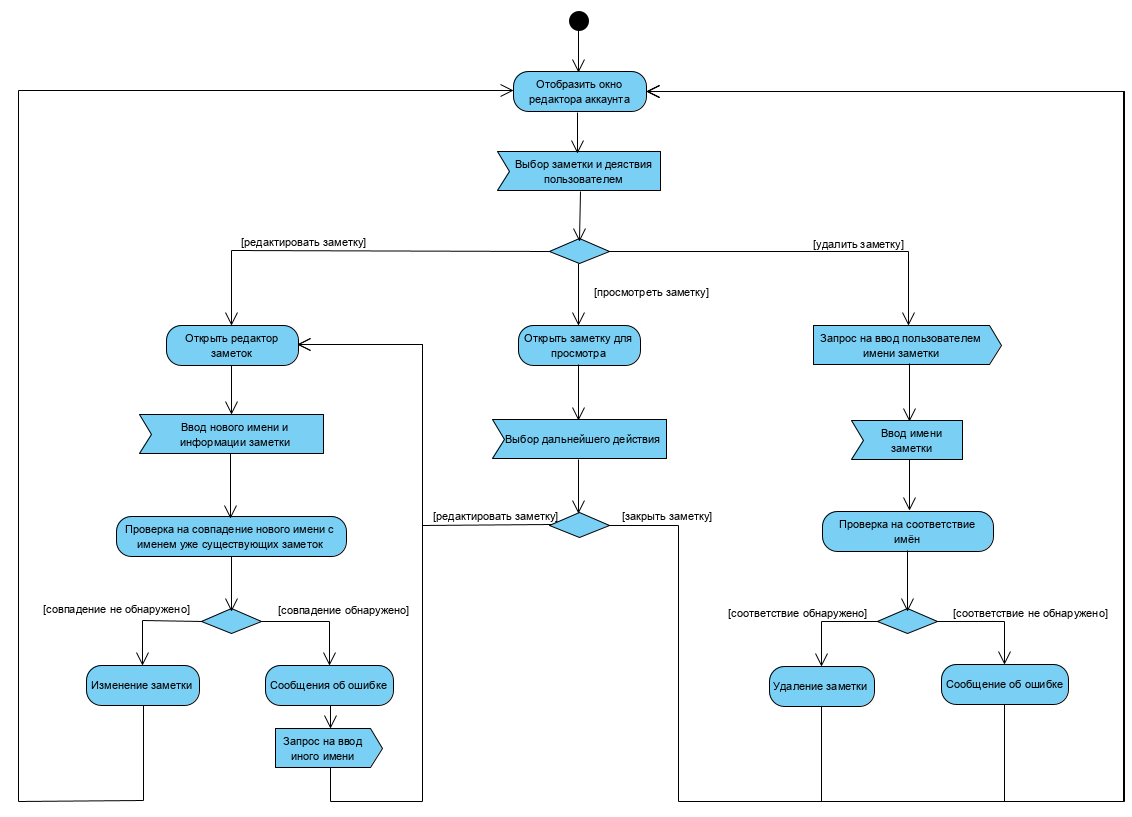 Отобразить окно
редактора аккаунта
Выбор заметки и деяствия
пользователем
[редактировать заметку]
[удалить заметку]
[просмотреть заметку]
Открыть редактор
заметок
Открыть заметку для
просмотра
Запрос на ввод пользователем
имени заметки
Ввод нового имени и
информации заметки
Выбор дальнейшего действия
Ввод имени
заметки
[редактировать заметку]
[закрыть заметку]
Проверка на совпадение нового имени с
именем уже существующих заметок
Проверка на соответствие
имён
[совпадение не обнаружено]
[совпадение обнаружено]
[соответствие обнаружено]
[соответствие не обнаружено]
Изменение заметки
Сообщения об ошибке
Удаление заметки
Сообщение об ошибке
Запрос на ввод
иного имени